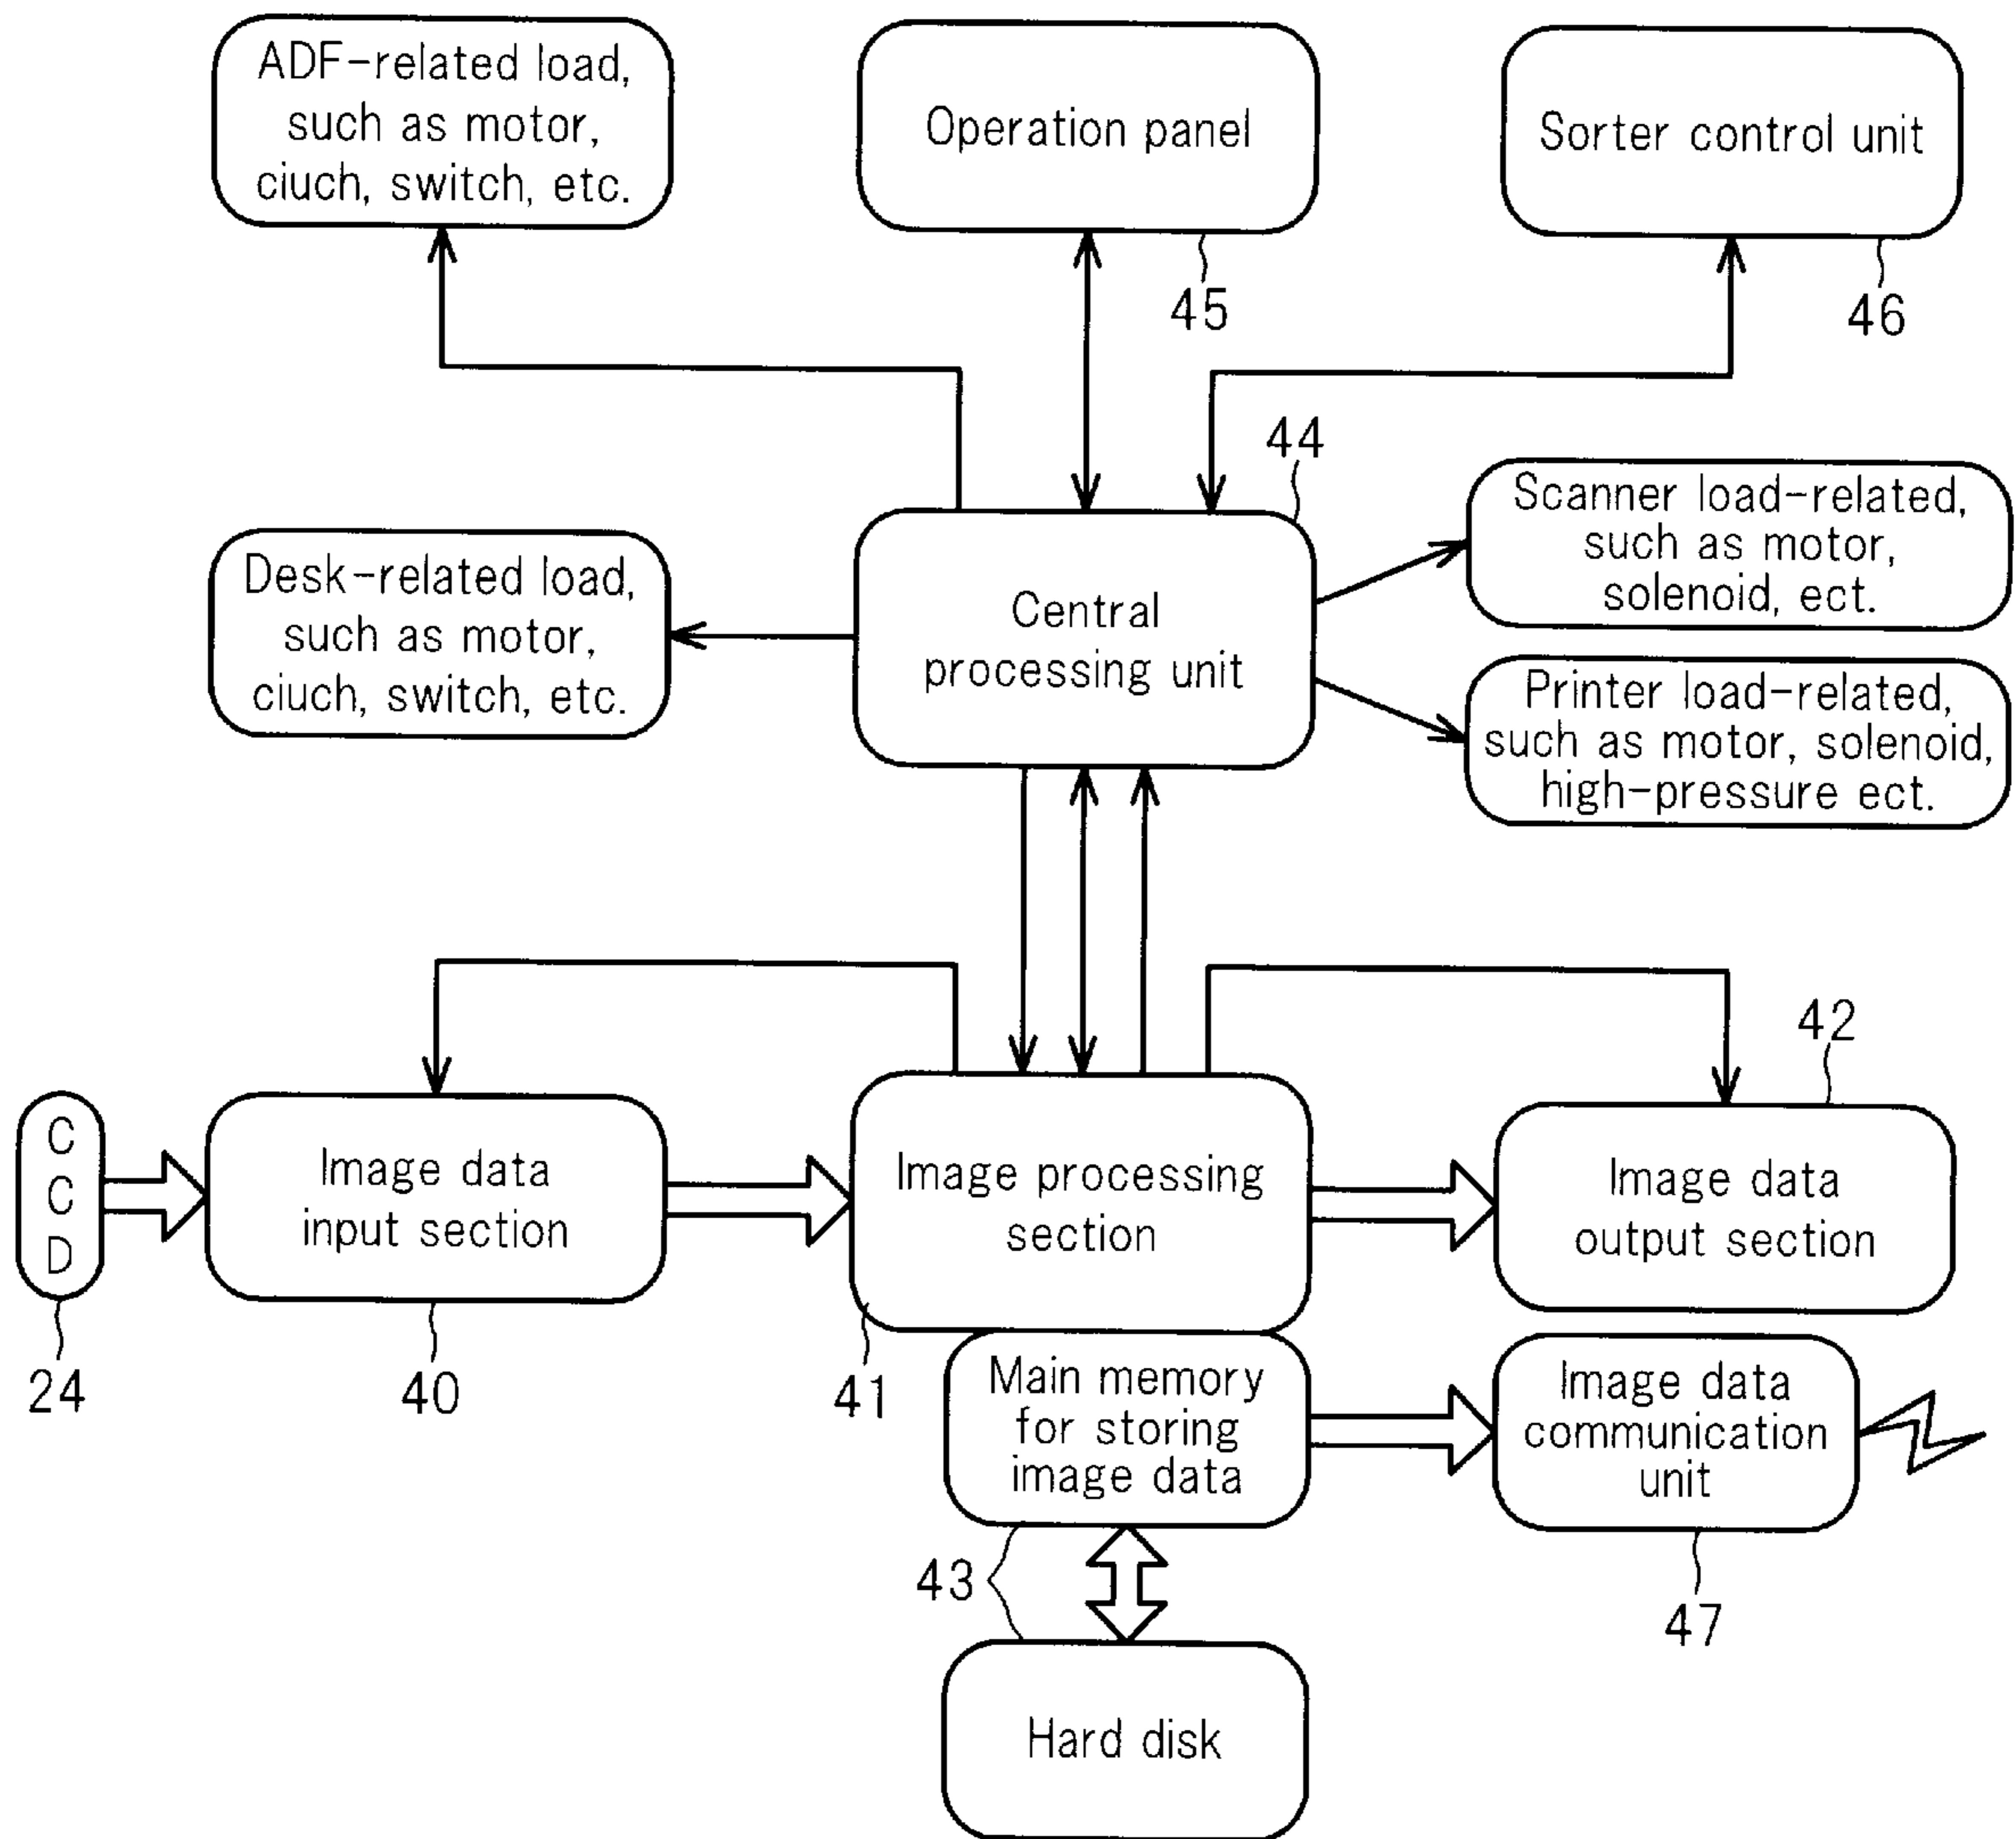 ADF-related load,
such as motor,
ciuch, switch, etc.
Operation panel
45
Sorter control unit
46
44
Desk-related load,
such as motor,
ciuch, switch, etc.
Central
processing unit
Scanner load-related,
such as motor,
solenoid, ect.
Printer load-related,
such as motor, solenoid,
high-pressure ect.
C
C
D
24
Image data
input section
40
Image processing
section
41
42
Image data
output section
Main memory
for storing
image data
43
Image data
communication
unit
47
Hard disk